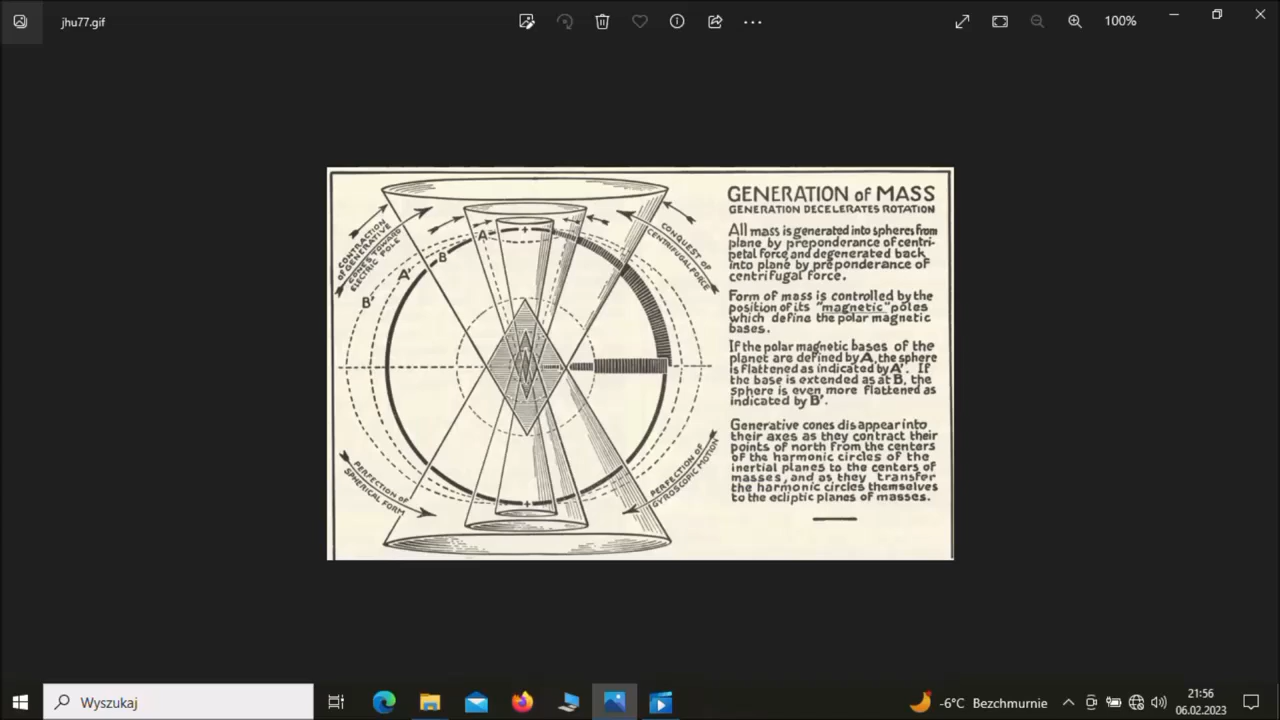 jhu77.gif
100%
GENERATION of MASS
GENERATION DECELERATES ROTATION
All mass is generated into spheres from
plane by preponderance of centri-
petal force, and degenerated back
into plane by preponderance of
centrifugal force.
Form of mass is controlled by the
position of its "magnetic" poles
which define the polar magnetic
bases.
If the polar magnetic bases of the
planet are defined by A, the sphere
is flattened as indicated by A'. If
the base is extended as at B, the
sphere is even more flattened as
indicated by B'.
Generative cones disappear into
their axes as they contract their
points of north from the centers
of the harmonic circles of the
inertial planes to the centers of
masses, and as they transfer
the harmonic circles themselves
to the ecliptic planes of masses.
CONTRACTION
OF GENERATIVE
CONES TOWARD
ELECTRIC POLE
CONQUEST OF
CENTRIFUGAL FORCE
A
B
A'
B'
PERFECTION OF
SPHERICAL FORM
PERFECTION OF
GYROSCOPIC MOTION
Wyszukaj
-6°C Bezchmurnie
21:56
06.02.2023